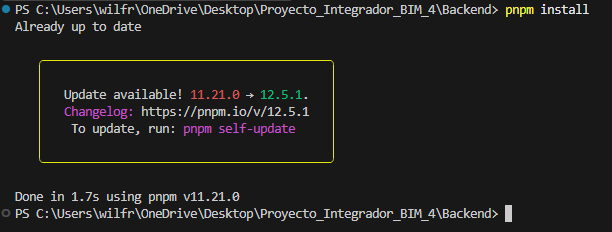 PS C:\Users\wilfr\OneDrive\Desktop\Proyecto_Integrador_BIM_4\Backend> pnpm install
Already up to date
Update available! 11.21.0 → 12.5.1.
Changelog: https://pnpm.io/v/12.5.1
To update, run: pnpm self-update
Done in 1.7s using pnpm v11.21.0
PS C:\Users\wilfr\OneDrive\Desktop\Proyecto_Integrador_BIM_4\Backend>